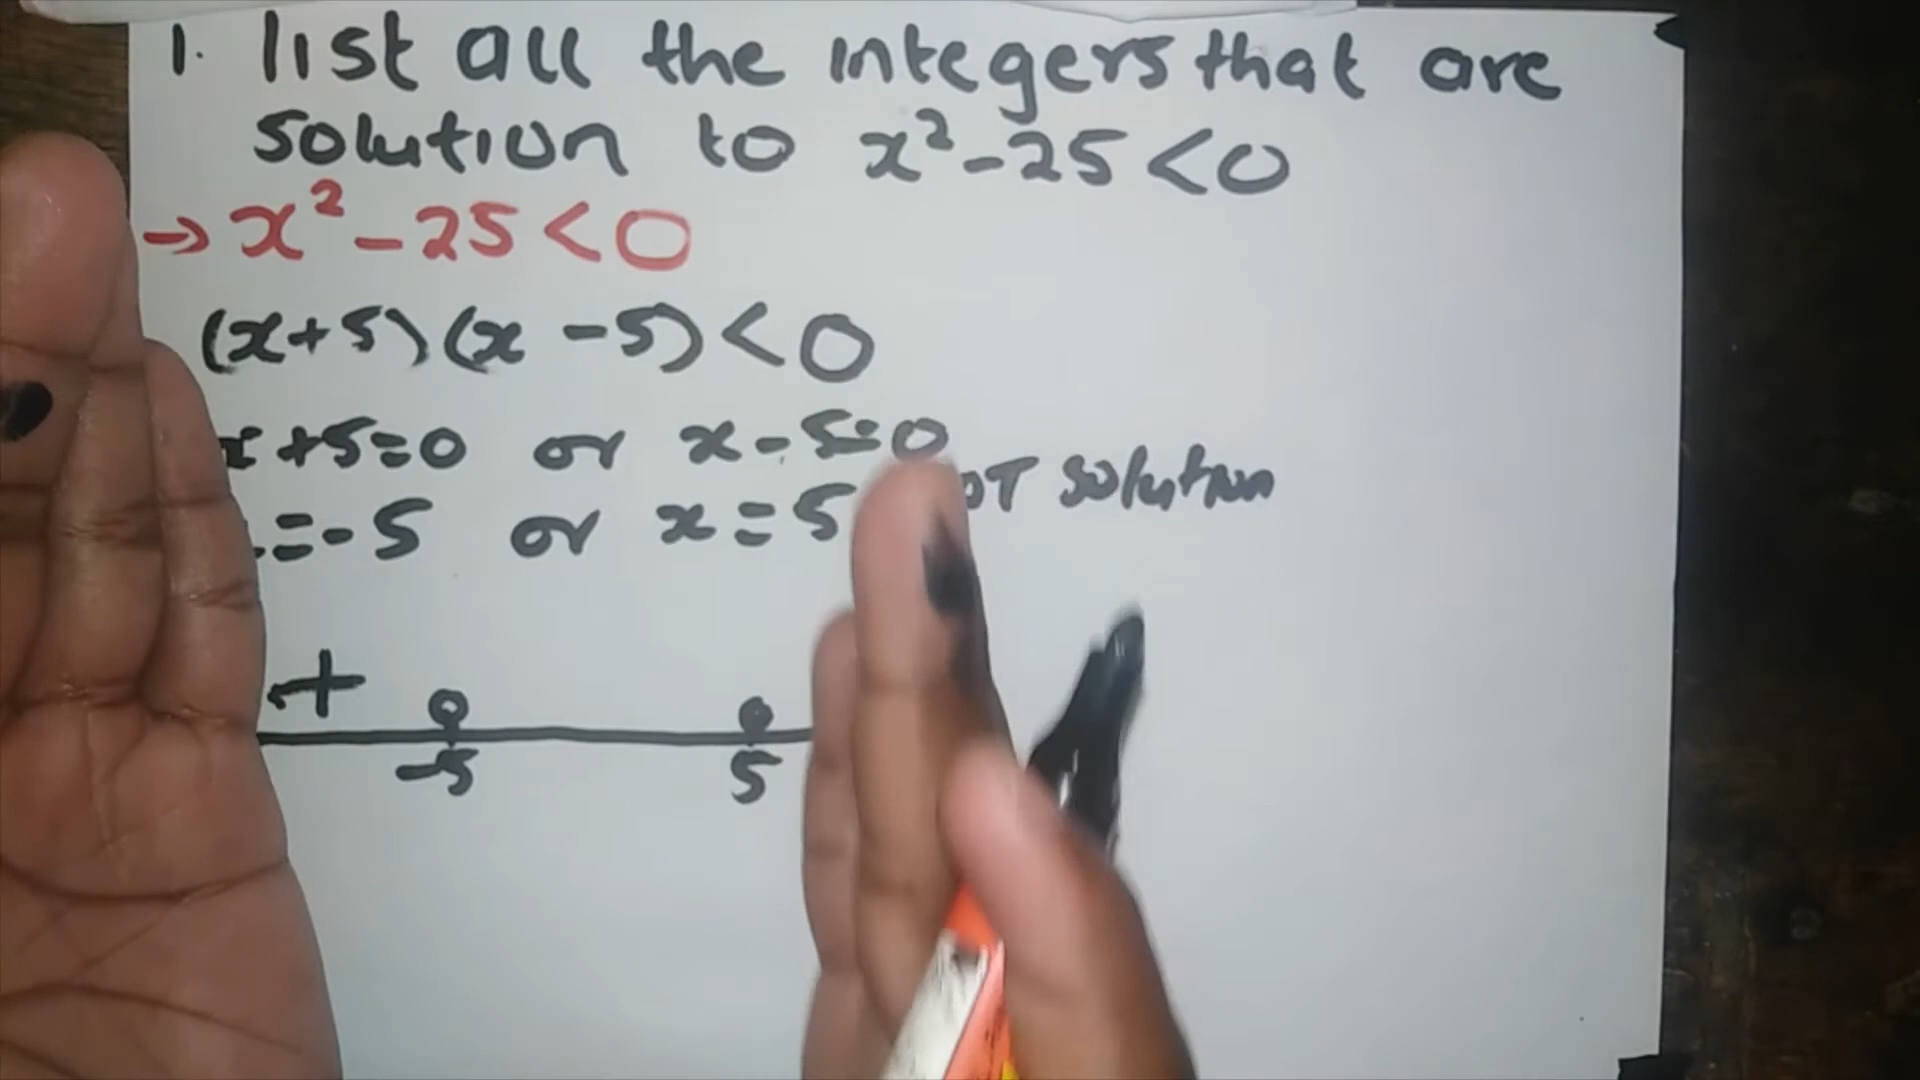 1. list all the integers that are
solution to x² - 25 < 0
→ x² - 25 < 0
(x+5)(x - 5) < 0
x+5=0 or x-5=0
=-5 or x=5 solution
+
-5 5